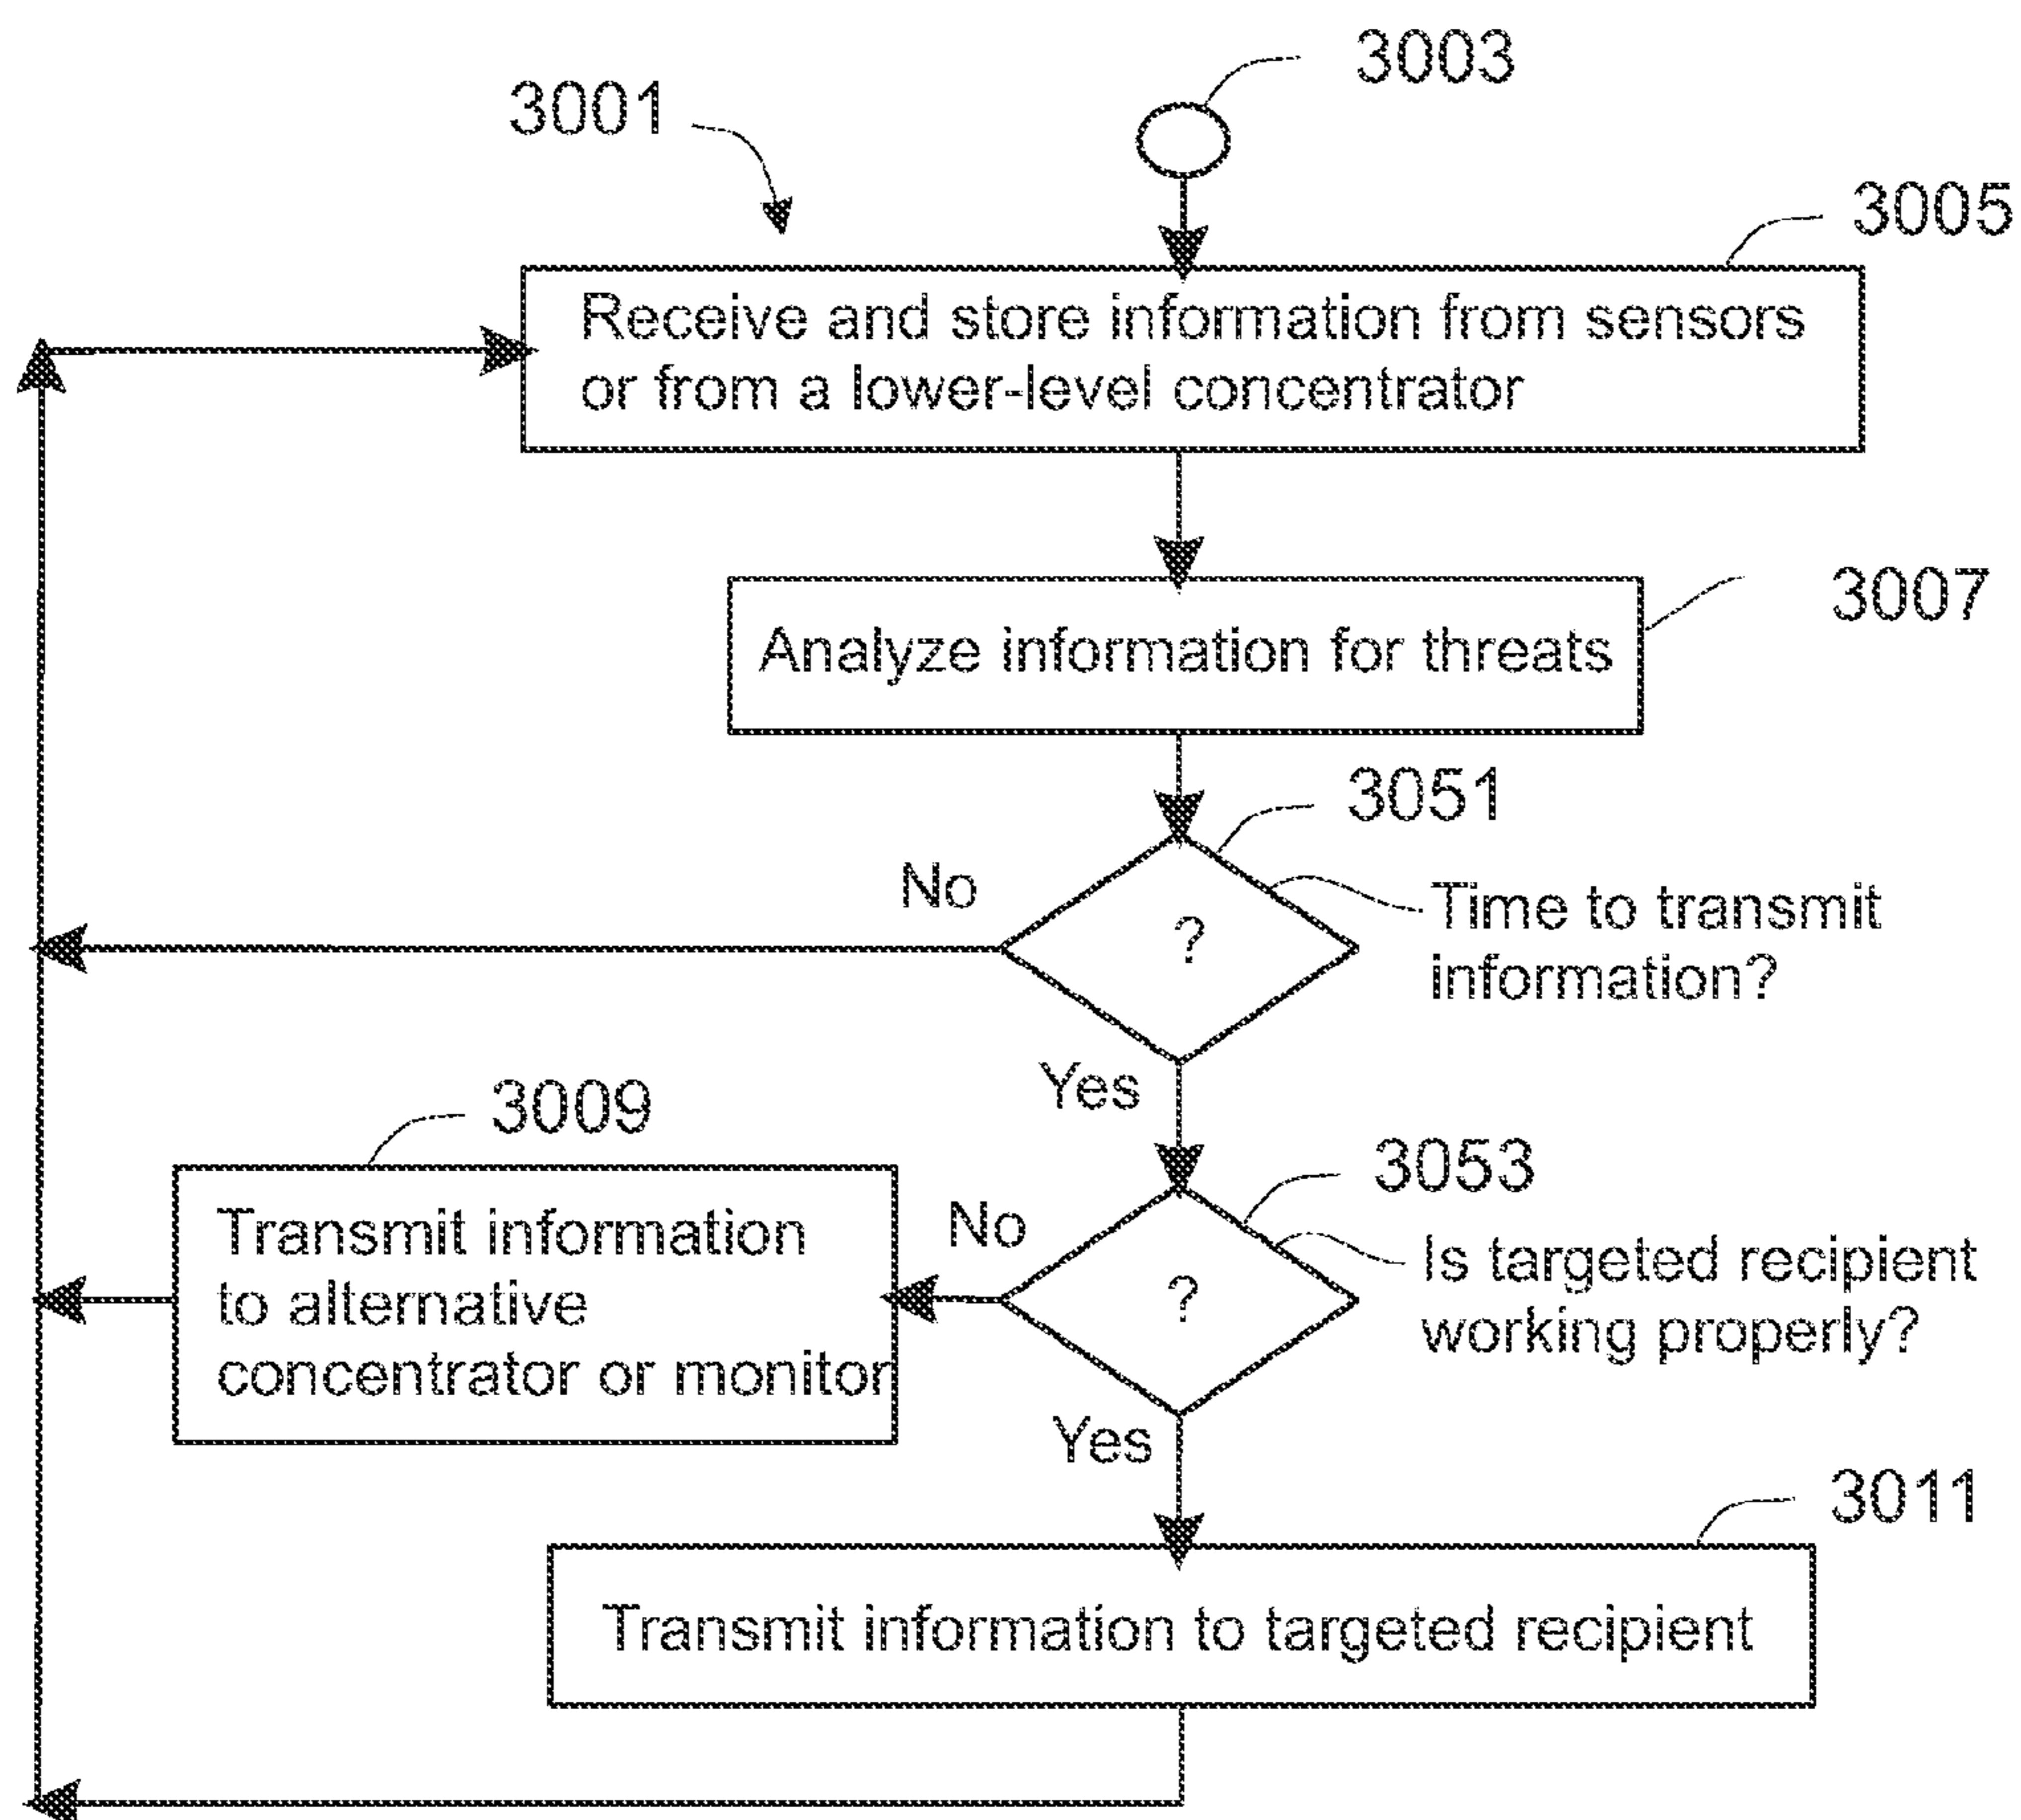 3003
3001
3005
Receive and store information from sensors
or from a lower-level concentrator
3007
Analyze information for threats
3051
No
?
Time to transmit
information?
Yes
3009
3053
Transmit information
to alternative
concentrator or monitor
No
?
Is targeted recipient
working properly?
Yes
3011
Transmit information to targeted recipient